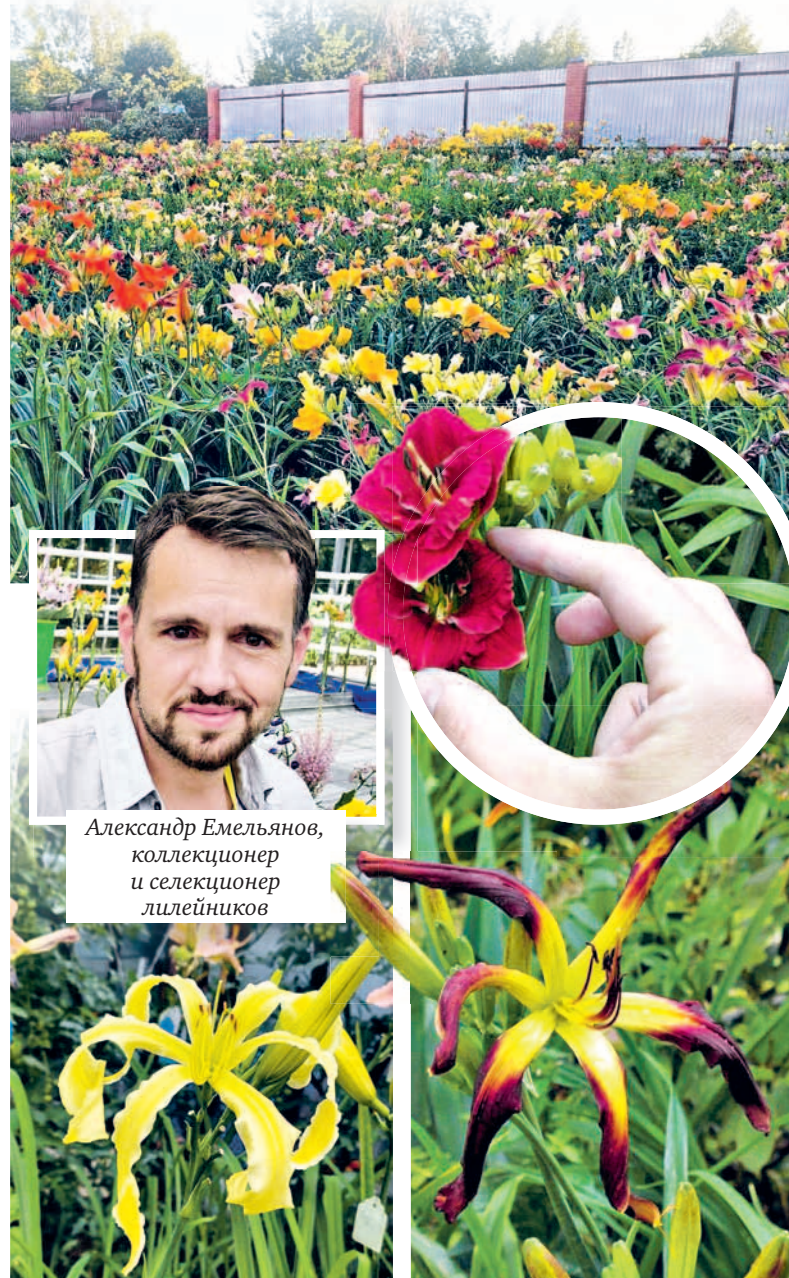 Александр Емельянов,
коллекционер
и селекционер
лилейников